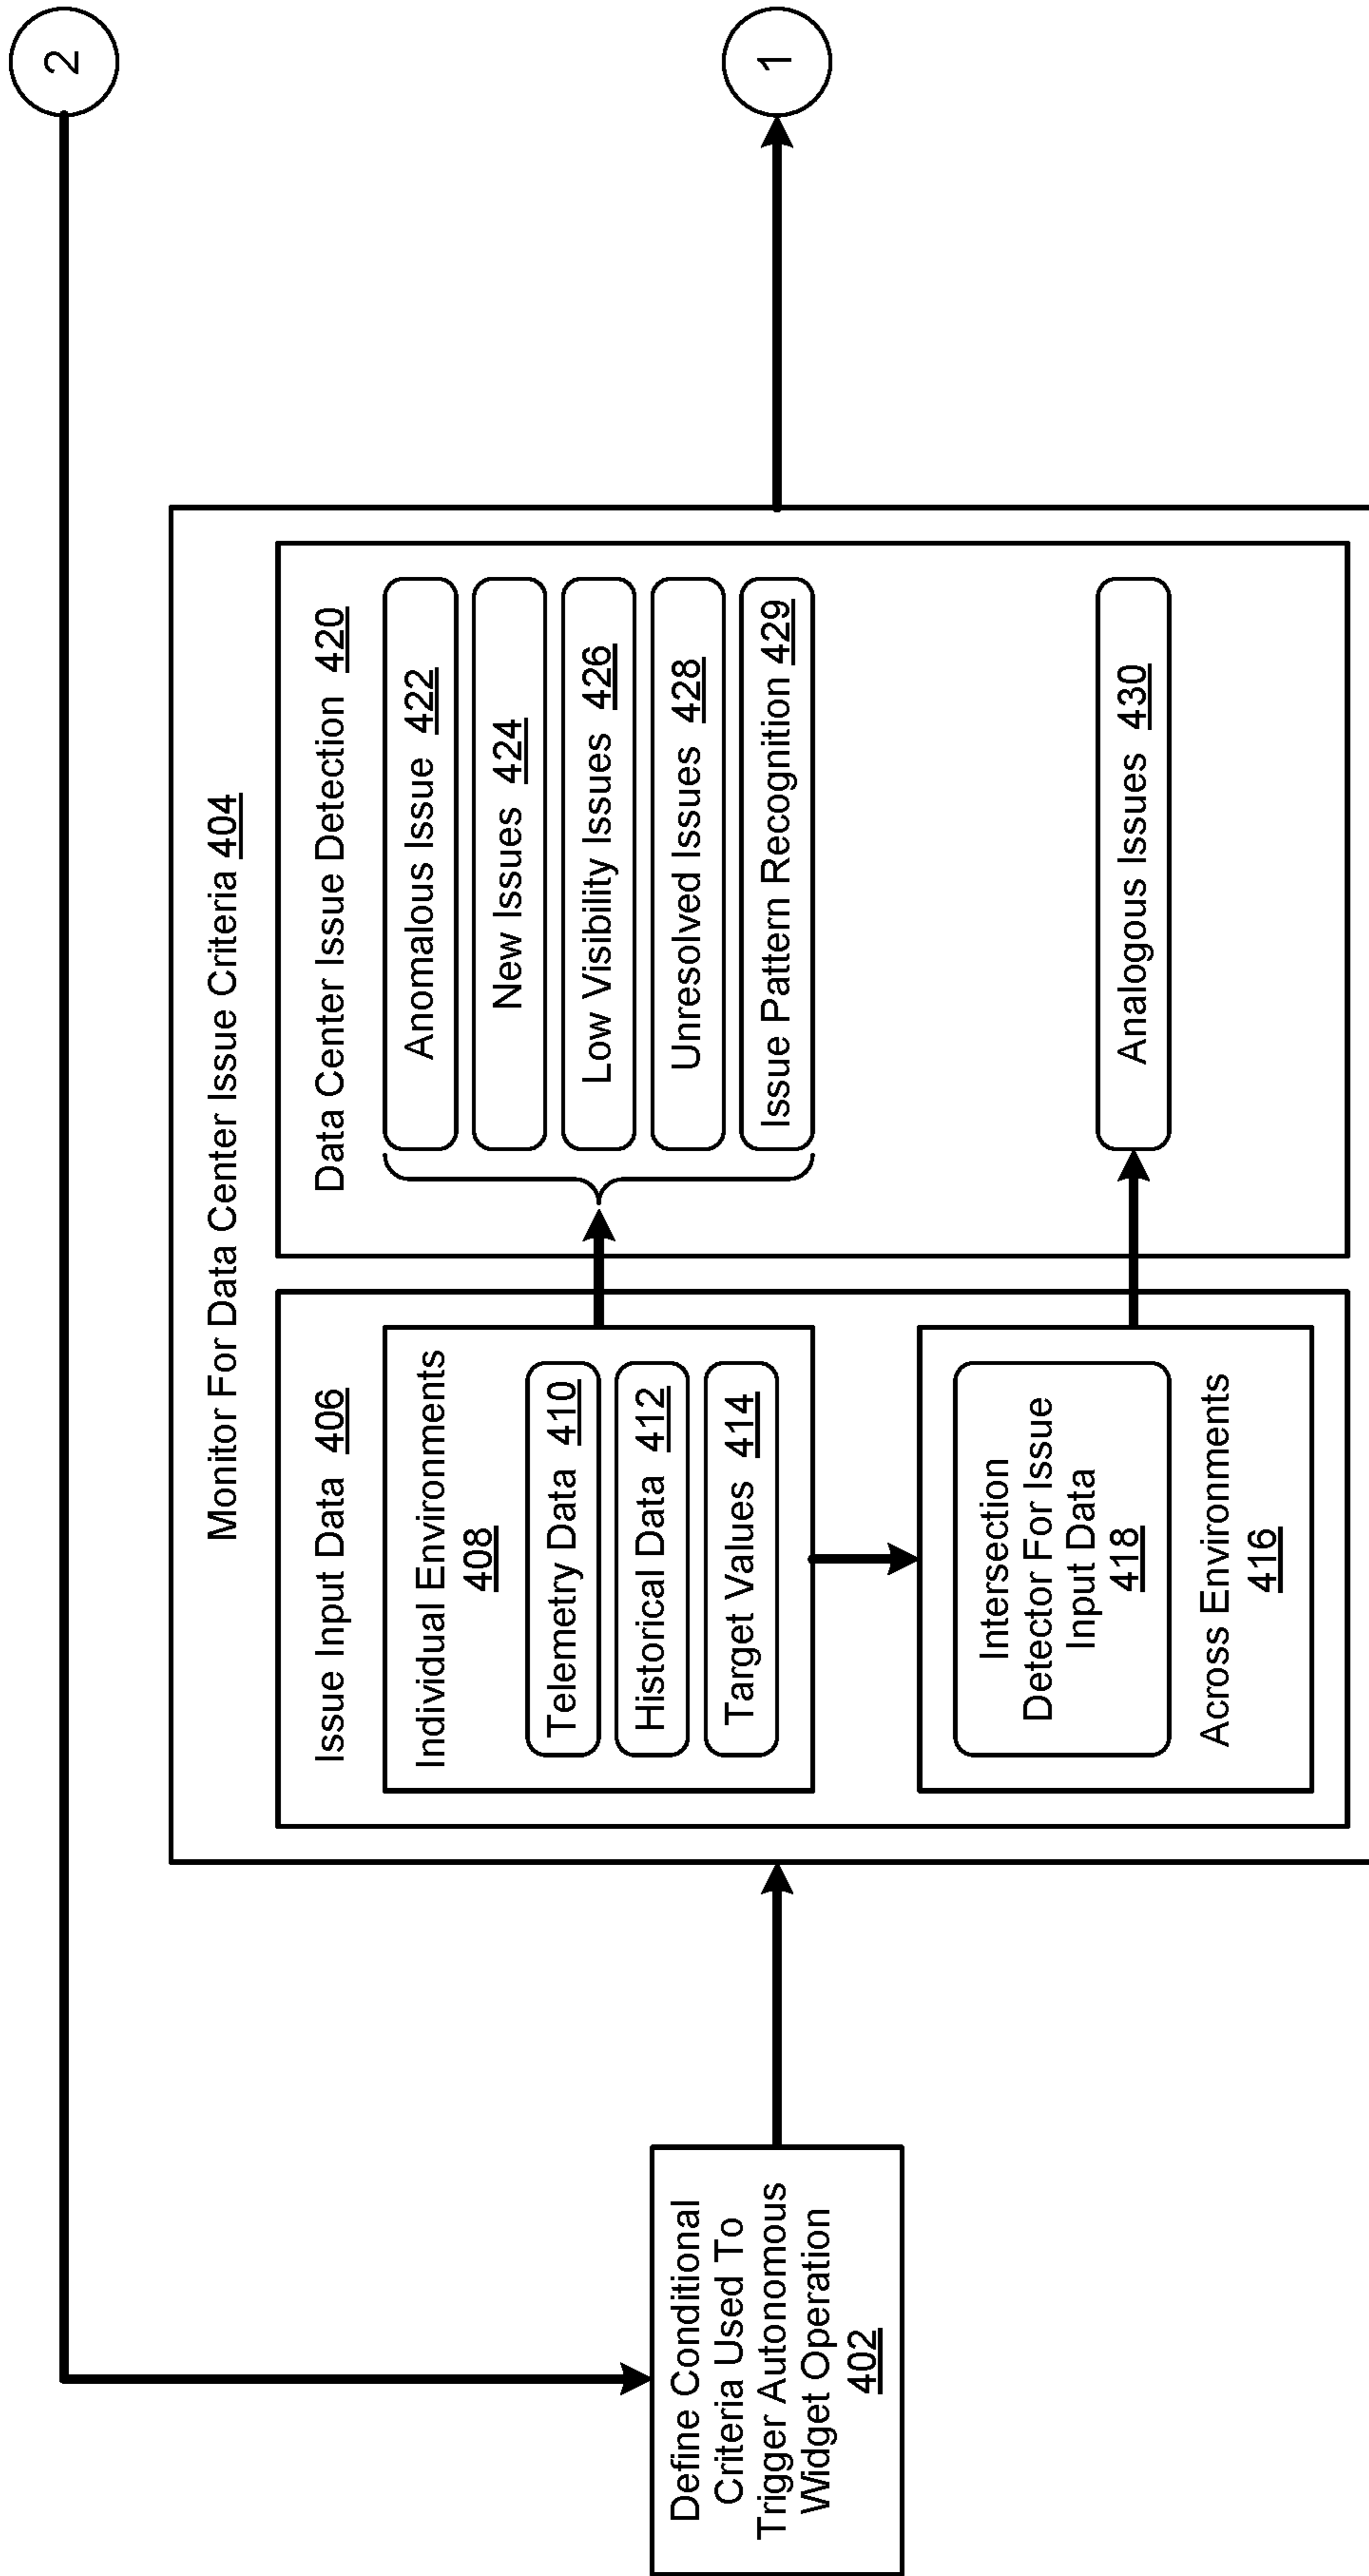 2
Define Conditional
Criteria Used To
Trigger Autonomous
Widget Operation
402
Monitor For Data Center Issue Criteria 404
Issue Input Data 406
Individual Environments
408
Telemetry Data 410
Historical Data 412
Target Values 414
Intersection
Detector For Issue
Input Data
418
Across Environments
416
Data Center Issue Detection 420
Anomalous Issue 422
New Issues 424
Low Visibility Issues 426
Unresolved Issues 428
Issue Pattern Recognition 429
Analogous Issues 430
1